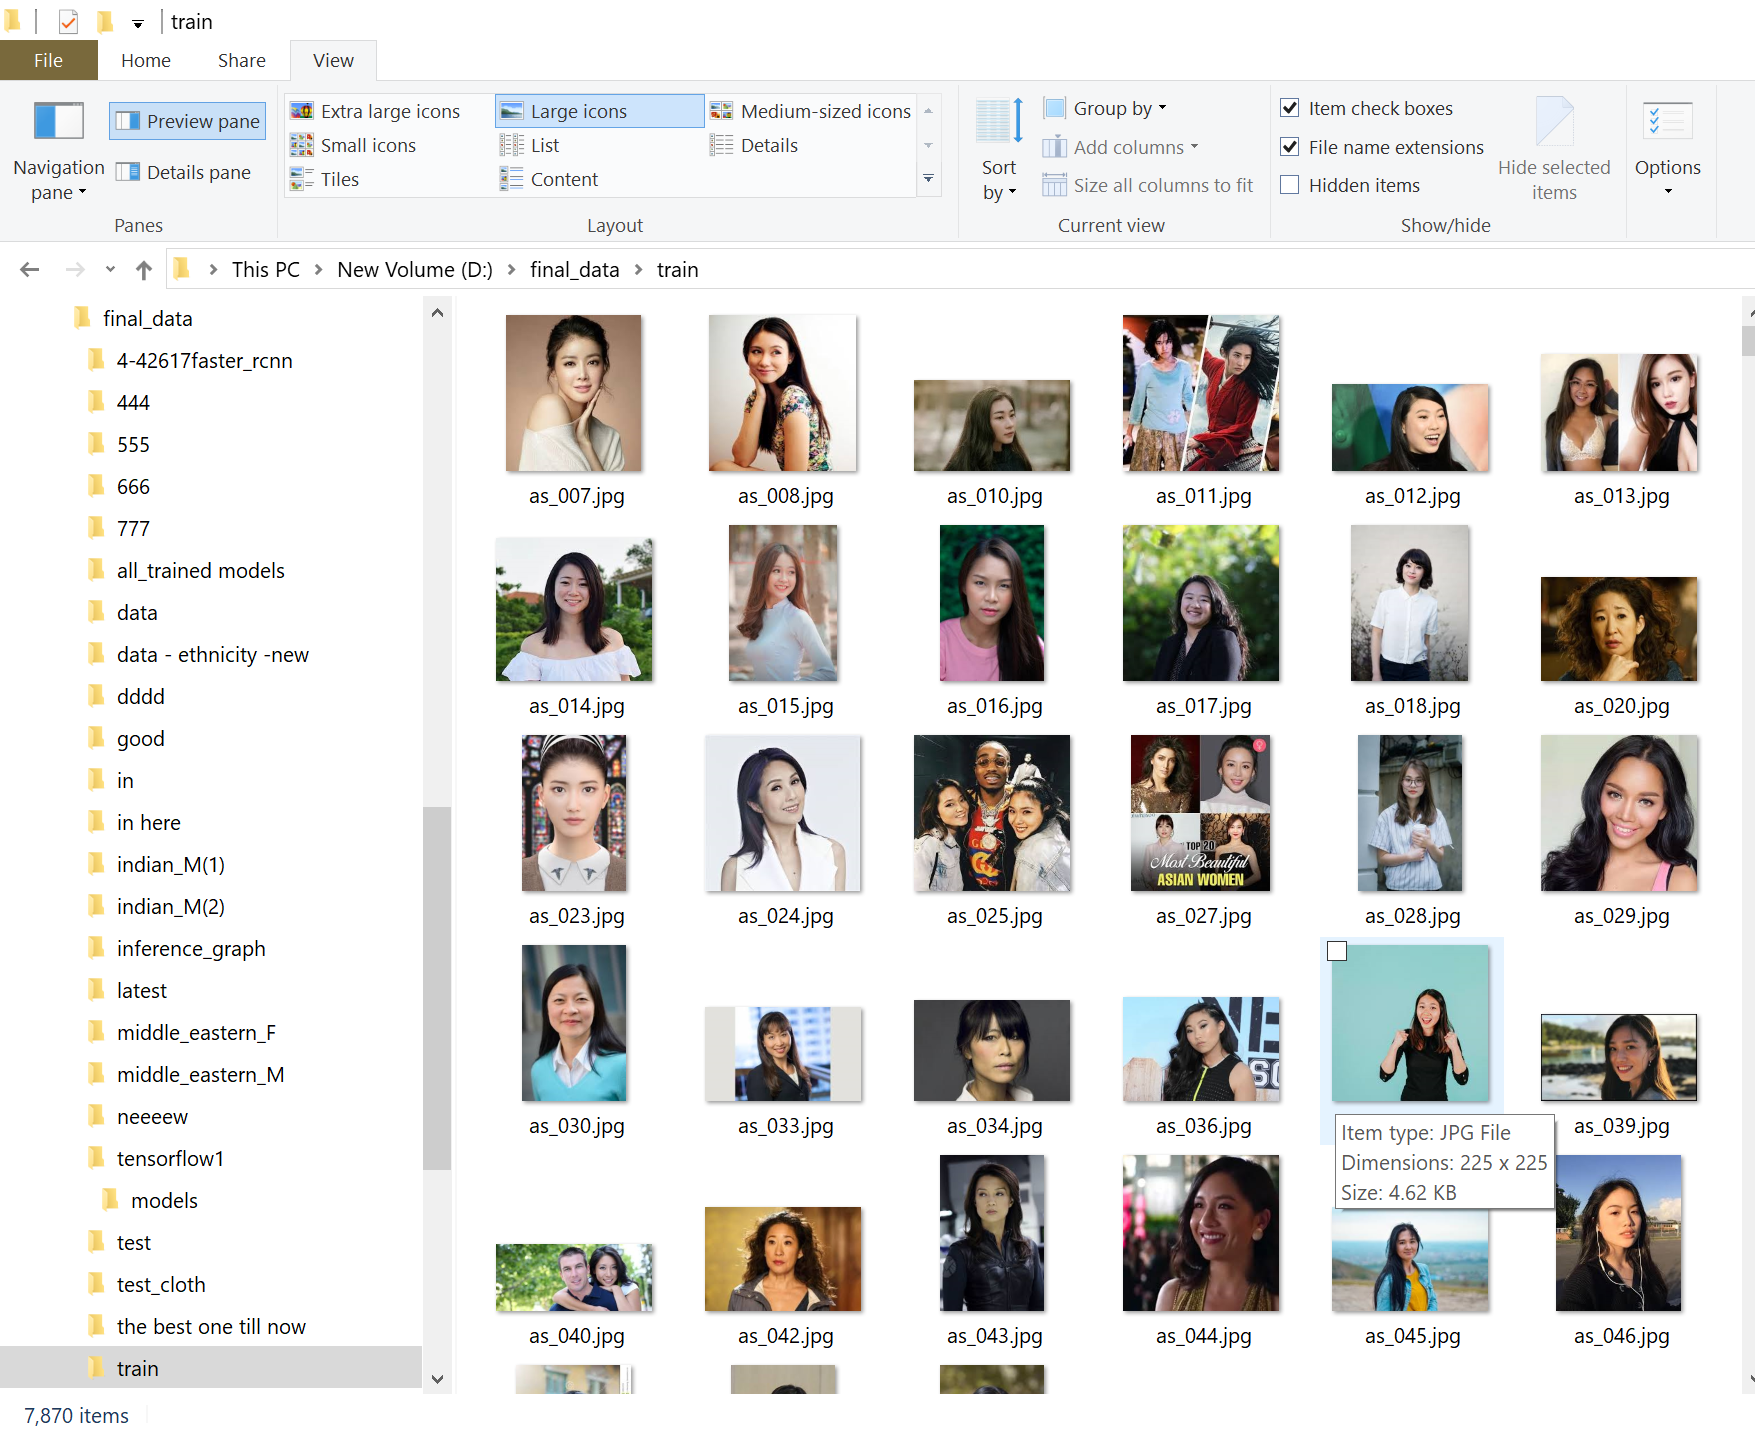 train
File Home Share View
Navigation pane
Preview pane
Details pane
Panes
Extra large icons Large icons Medium-sized icons
Small icons List Details
Tiles Content
Layout
Sort by
Group by
Add columns
Size all columns to fit
Current view
Item check boxes
File name extensions
Hidden items
Hide selected items
Show/hide
Options
This PC New Volume (D:) final_data train
final_data
4-42617faster_rcnn
444
555
666
777
all_trained models
data
data - ethnicity -new
dddd
good
in
in here
indian_M(1)
indian_M(2)
inference_graph
latest
middle_eastern_F
middle_eastern_M
neeeew
tensorflow1
models
test
test_cloth
the best one till now
train
as_007.jpg as_008.jpg as_010.jpg as_011.jpg as_012.jpg as_013.jpg
as_014.jpg as_015.jpg as_016.jpg as_017.jpg as_018.jpg as_020.jpg
TOP 20
Most Beautiful
ASIAN WOMEN
as_023.jpg as_024.jpg as_025.jpg as_027.jpg as_028.jpg as_029.jpg
as_030.jpg as_033.jpg as_034.jpg as_036.jpg as_039.jpg
Item type: JPG File
Dimensions: 225 x 225
Size: 4.62 KB
as_040.jpg as_042.jpg as_043.jpg as_044.jpg as_045.jpg as_046.jpg
7,870 items